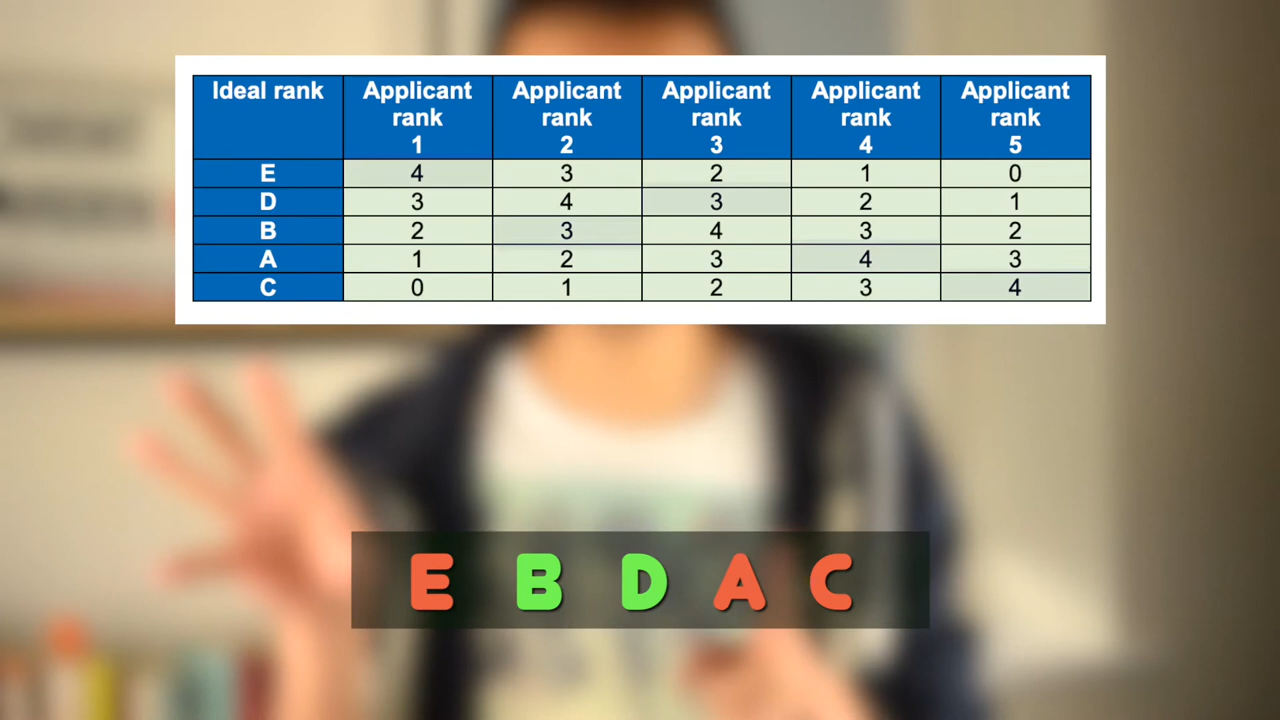 Ideal rank Applicant rank 1 Applicant rank 2 Applicant rank 3 Applicant rank 4 Applicant rank 5
E 4 3 2 1 0
D 3 4 3 2 1
B 2 3 4 3 2
A 1 2 3 4 3
C 0 1 2 3 4
E B D A C